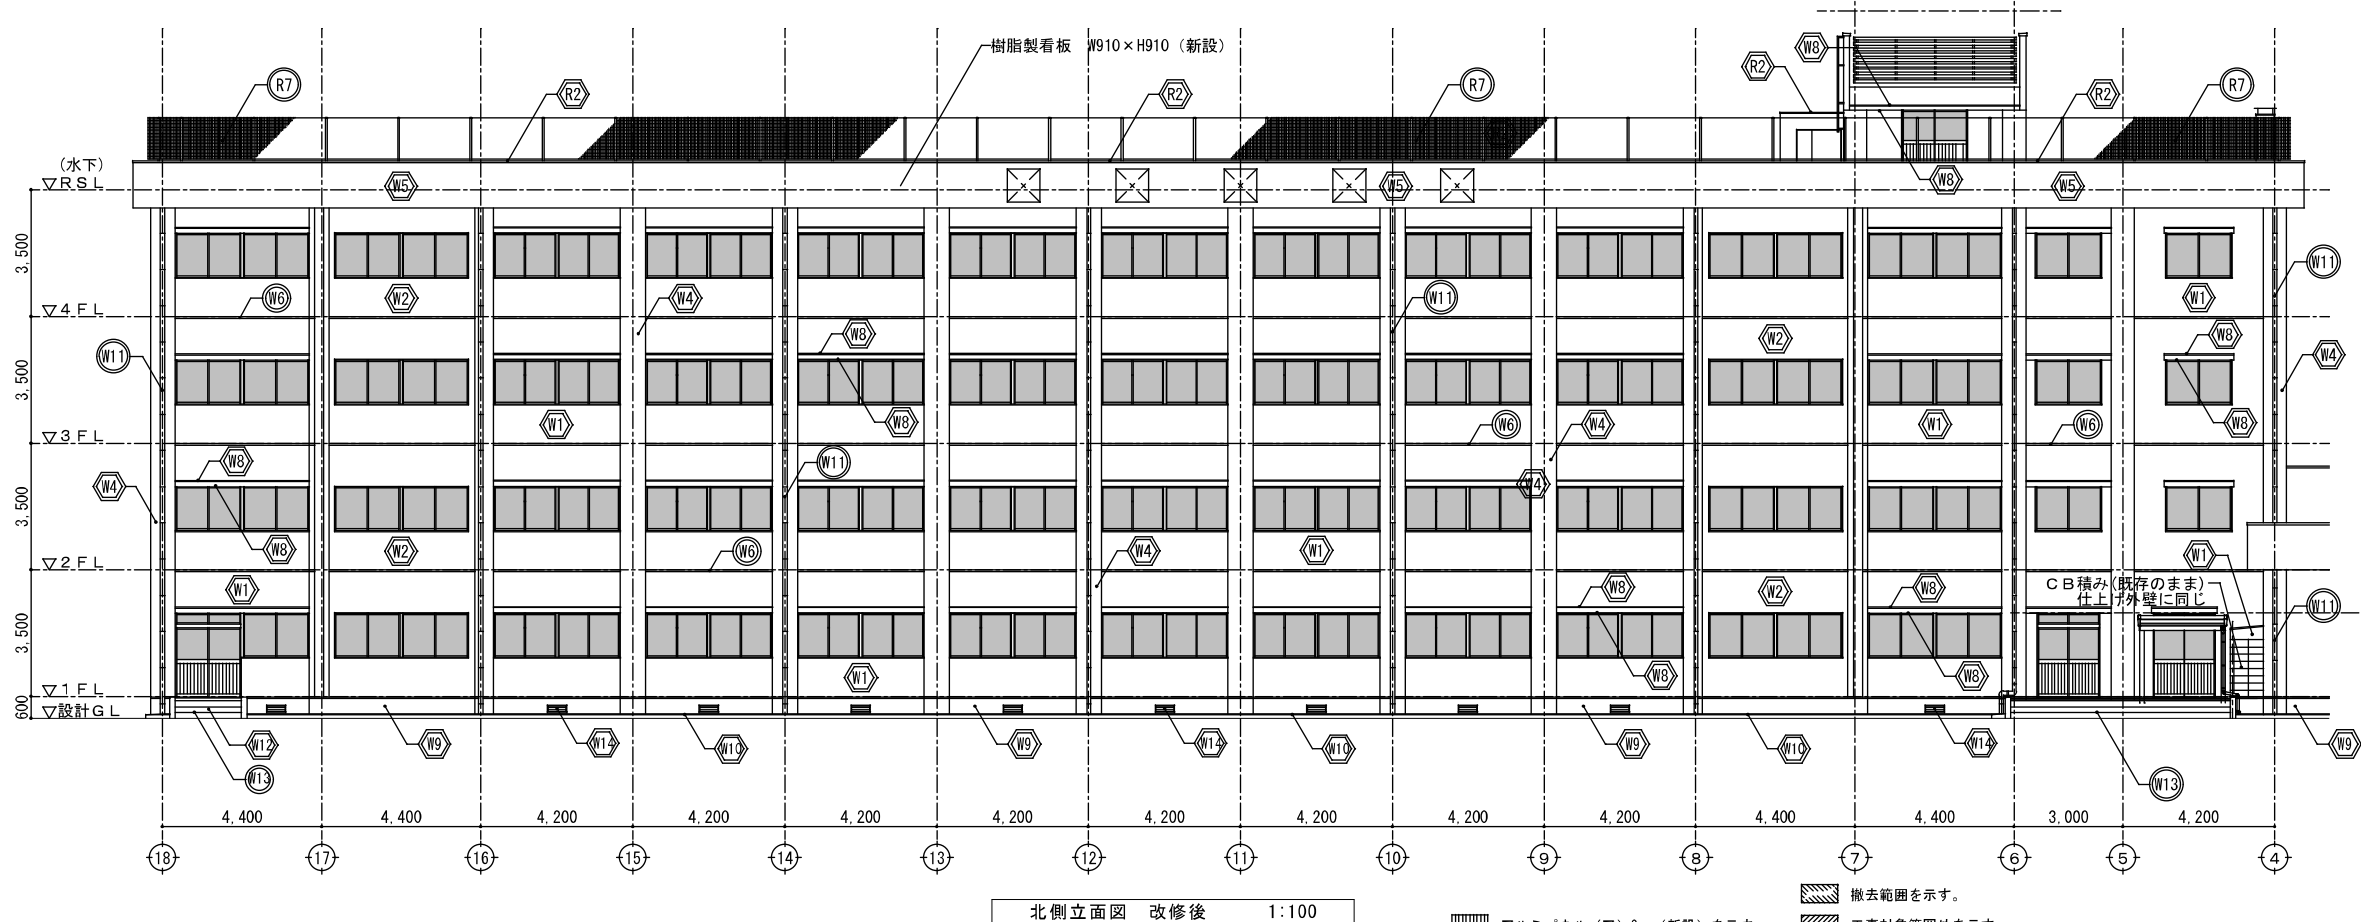 樹脂製看板 W910×H910（新設）
W8
R2
R7
R2
R2
R7
R2
R7
(水下)
▽RSL
W5
W5
W8
W5
3,500
W11
W6
W2
W4
W11
W1
▽4FL
W8
W2
W8
W11
W4
3,500
W1
W8
W6
W4
W1
W6
W8
▽3FL
W8
W11
W4
W4
3,500
W8
W2
W6
W4
W1
W1
▽2FL
W1
W8
W2
W8
CB積み(既存のまま)
仕上げ外壁に同じ
W11
3,500
W1
W8
W8
▽1FL
600
▽設計GL
W12
W9
W14
W10
W9
W14
W10
W9
W10
W14
W9
W13
W13
4,400 4,400 4,200 4,200 4,200 4,200 4,200 4,200 4,200 4,200 4,400 4,400 3,000 4,200
18 17 16 15 14 13 12 11 10 9 8 7 6 5 4
撤去範囲を示す。
北側立面図 改修後 1:100